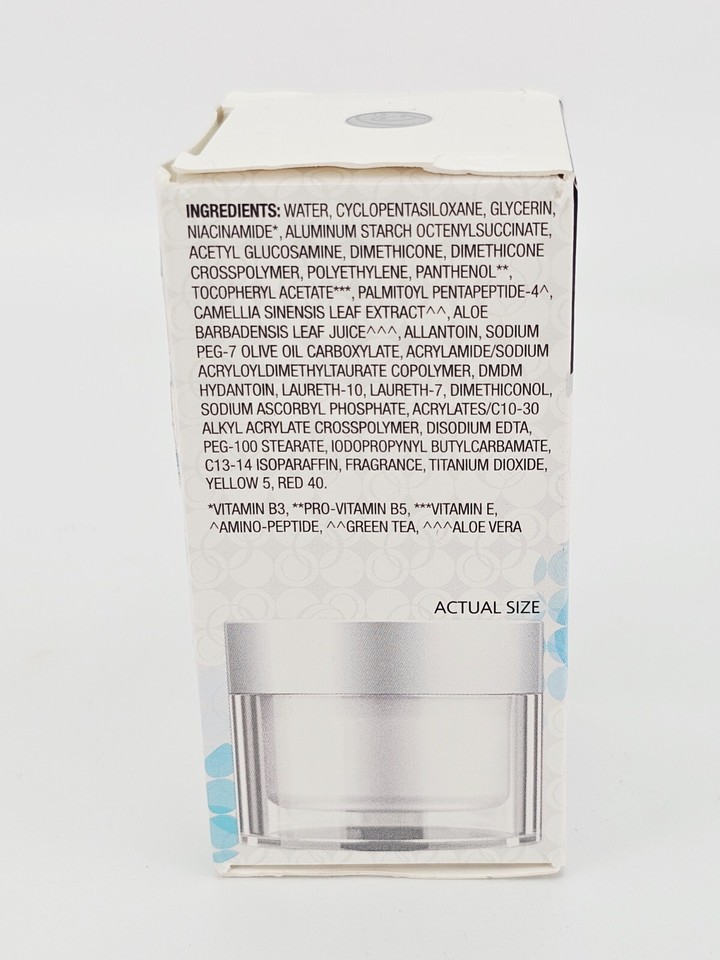 INGREDIENTS: WATER, CYCLOPENTASILOXANE, GLYCERIN,
NIACINAMIDE*, ALUMINUM STARCH OCTENYLSUCCINATE,
ACETYL GLUCOSAMINE, DIMETHICONE, DIMETHICONE
CROSSPOLYMER, POLYETHYLENE, PANTHENOL**,
TOCOPHERYL ACETATE***, PALMITOYL PENTAPEPTIDE-4^,
CAMELLIA SINENSIS LEAF EXTRACT^^, ALOE
BARBADENSIS LEAF JUICE^^^, ALLANTOIN, SODIUM
PEG-7 OLIVE OIL CARBOXYLATE, ACRYLAMIDE/SODIUM
ACRYLOYLDIMETHYLTAURATE COPOLYMER, DMDM
HYDANTOIN, LAURETH-10, LAURETH-7, DIMETHICONOL,
SODIUM ASCORBYL PHOSPHATE, ACRYLATES/C10-30
ALKYL ACRYLATE CROSSPOLYMER, DISODIUM EDTA,
PEG-100 STEARATE, IODOPROPYNYL BUTYLCARBAMATE,
C13-14 ISOPARAFFIN, FRAGRANCE, TITANIUM DIOXIDE,
YELLOW 5, RED 40.
*VITAMIN B3, **PRO-VITAMIN B5, ***VITAMIN E,
^AMINO-PEPTIDE, ^^GREEN TEA, ^^^ALOE VERA
ACTUAL SIZE